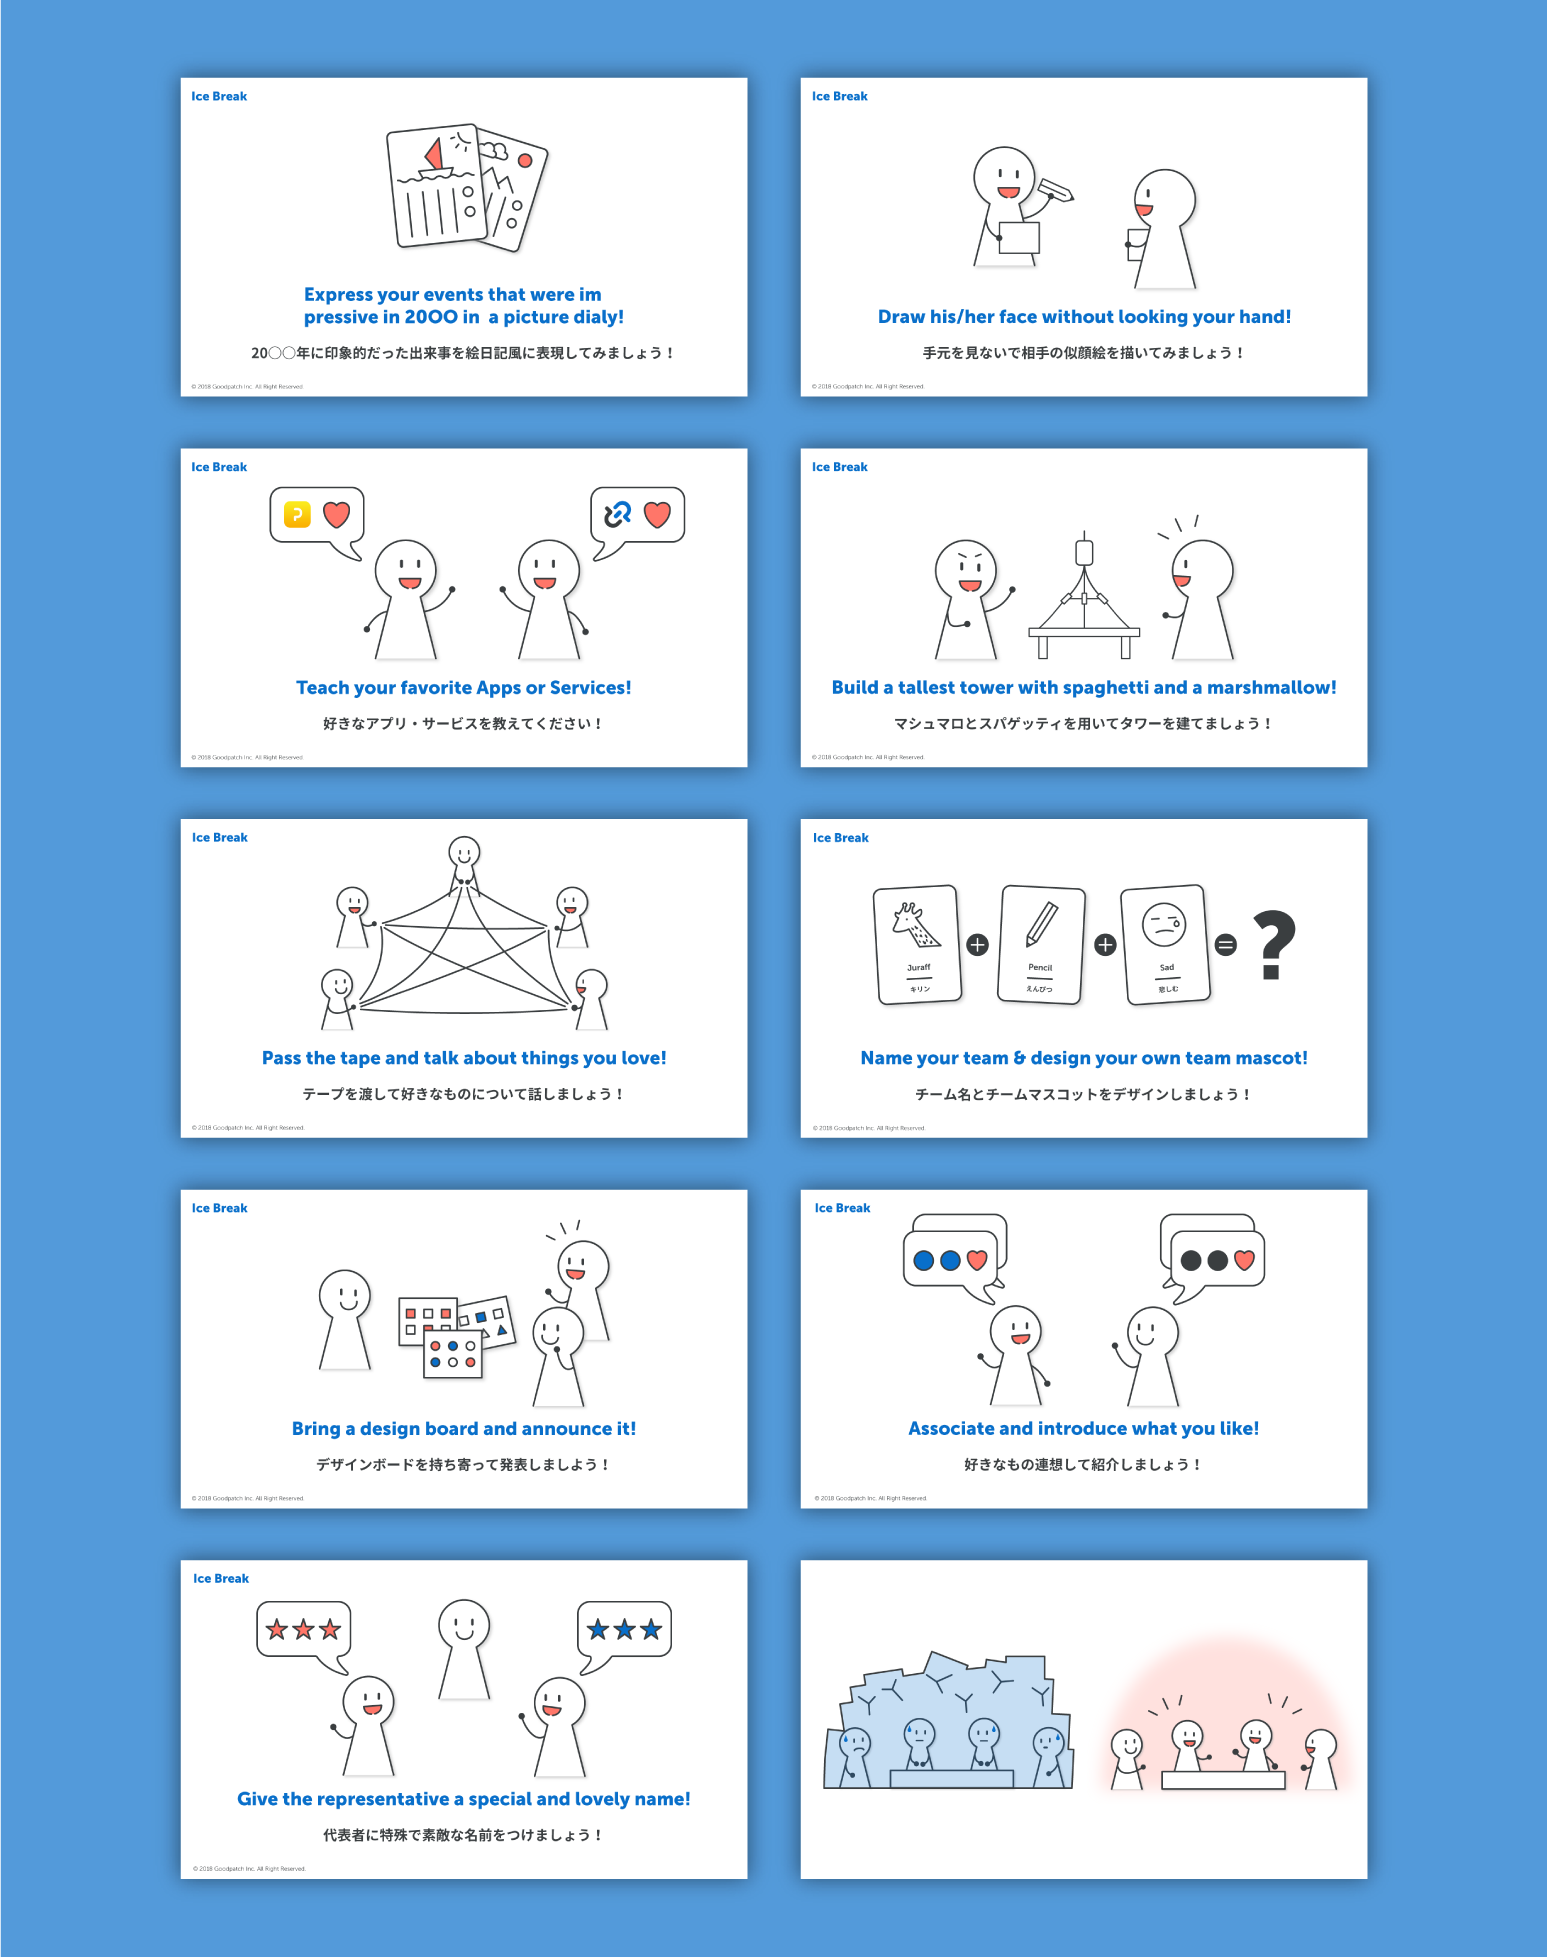 Ice Break
Express your events that were im
pressive in 20OO in  a picture dialy!
20〇〇年に印象的だった出来事を絵日記風に表現してみましょう！
© 2018 Goodpatch Inc. All Right Reserved.
Ice Break
Draw his/her face without looking your hand!
手元を見ないで相手の似顔絵を描いてみましょう！
© 2018 Goodpatch Inc. All Right Reserved.
Ice Break
Teach your favorite Apps or Services!
好きなアプリ・サービスを教えてください！
© 2018 Goodpatch Inc. All Right Reserved.
Ice Break
Build a tallest tower with spaghetti and a marshmallow!
マシュマロとスパゲッティを用いてタワーを建てましょう！
© 2018 Goodpatch Inc. All Right Reserved.
Ice Break
Pass the tape and talk about things you love!
テープを渡して好きなものについて話しましょう！
© 2018 Goodpatch Inc. All Right Reserved.
Ice Break
Juraff + Pencil + Sad = ?
キリン えんぴつ 悲しむ
Name your team & design your own team mascot!
チーム名とチームマスコットをデザインしましょう！
© 2018 Goodpatch Inc. All Right Reserved.
Ice Break
Bring a design board and announce it!
デザインボードを持ち寄って発表しましよう！
© 2018 Goodpatch Inc. All Right Reserved.
Ice Break
Associate and introduce what you like!
好きなもの連想して紹介しましょう！
© 2018 Goodpatch Inc. All Right Reserved.
Ice Break
Give the representative a special and lovely name!
代表者に特殊で素敵な名前をつけましょう！
© 2018 Goodpatch Inc. All Right Reserved.